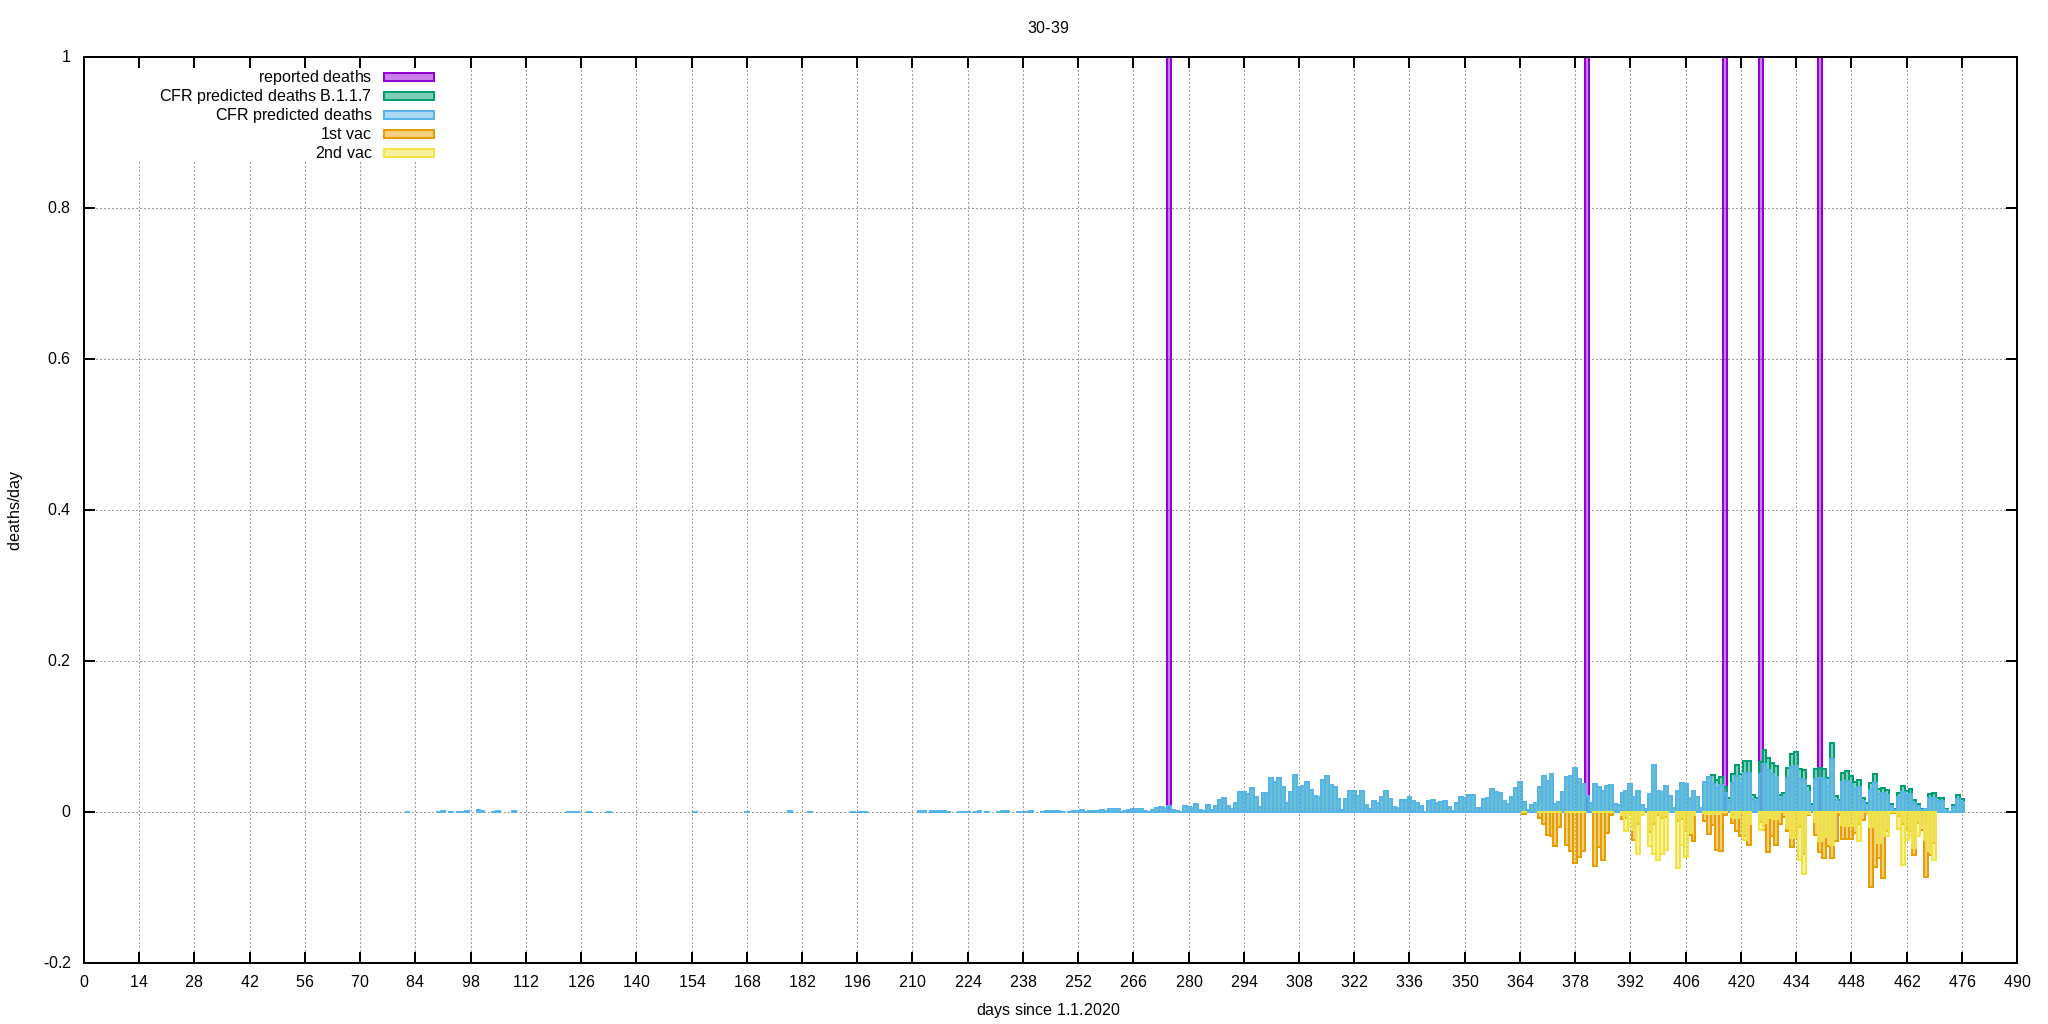 30-39
1
reported deaths
CFR predicted deaths B.1.1.7
CFR predicted deaths
1st vac
2nd vac
0.8
0.6
0.4
0.2
0
-0.2
deaths/day
0 14 28 42 56 70 84 98 112 126 140 154 168 182 196 210 224 238 252 266 280 294 308 322 336 350 364 378 392 406 420 434 448 462 476 490
days since 1.1.2020